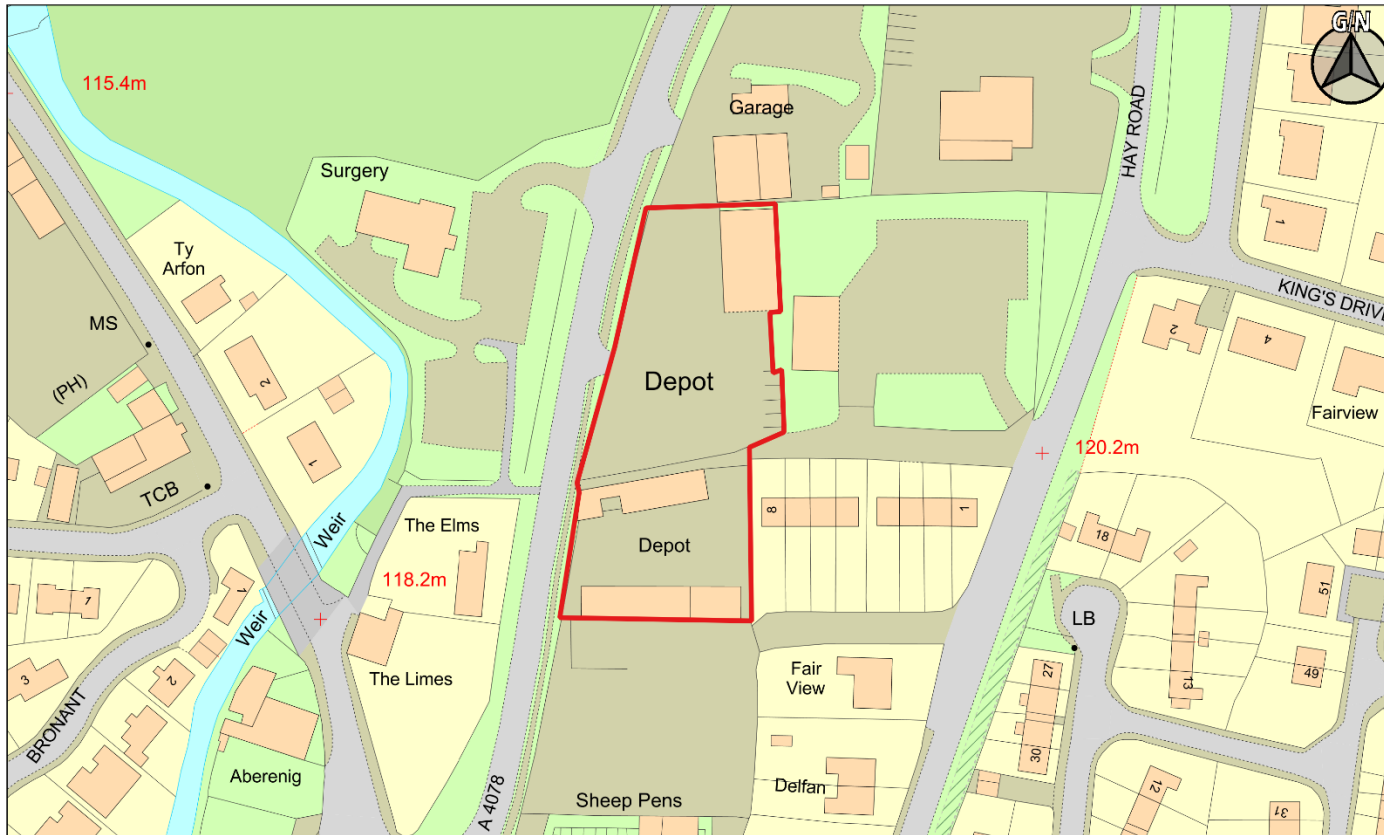 G/N
115.4m
Garage
HAY ROAD
Surgery
Ty
Arfon
1
MS
KING'S DRIVE
2
2
4
(PH)
Depot
Fairview
1
120.2m
TCB
Weir
The Elms
8
1
Depot
18
118.2m
1
1
51
Weir
LB
The Limes
Fair
View
3
2
27
13
49
BRONANT
30
Aberenig
A 4078
Sheep Pens
Delfan
12
31